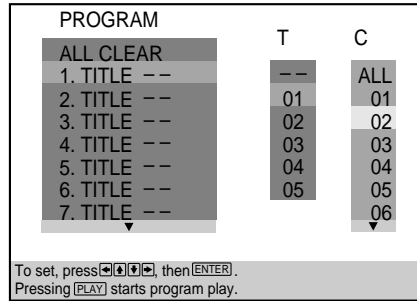 PROGRAM
T C
ALL CLEAR
1. TITLE – –
2. TITLE – –
3. TITLE – –
4. TITLE – –
5. TITLE – –
6. TITLE – –
7. TITLE – –
– –
01
02
03
04
05
ALL
01
02
03
04
05
06
To set, press , then ENTER .
Pressing PLAY starts program play.